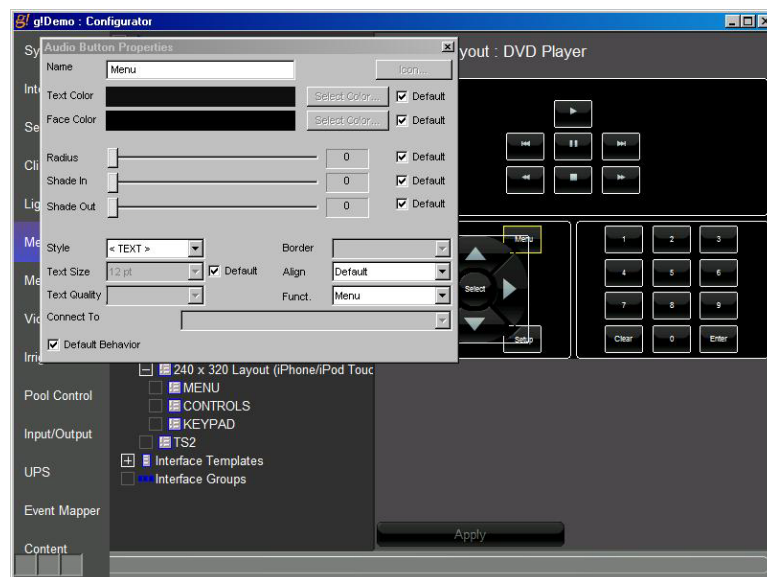 g! g!Demo : Configurator
Audio Button Properties
yout : DVD Player
Name
Menu
Icon...
Text Color
Select Color...
Default
Face Color
Select Color...
Default
Radius
0
Default
Shade In
0
Default
Shade Out
0
Default
Style
< TEXT >
Border
Text Size
12 pt
Default
Align
Default
Text Quality
Funct.
Menu
Connect To
Default Behavior
Sy
Inte
Se
Cli
Lig
Me
Me
Vid
Irri
Pool Control
Input/Output
UPS
Event Mapper
Content
240 x 320 Layout (iPhone/iPod Touc
MENU
CONTROLS
KEYPAD
TS2
Interface Templates
Interface Groups
Menu
Select
Setup
1 2 3
4 5 6
7 8 9
Clear 0 Enter
Apply